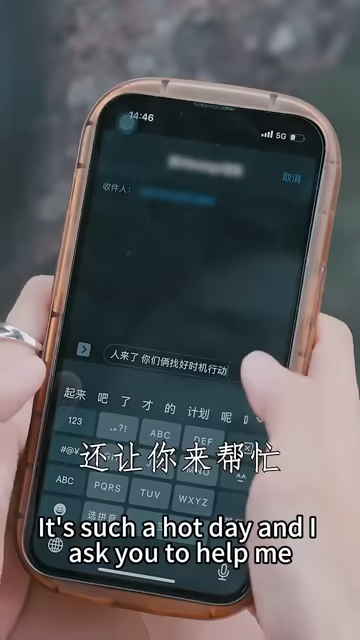 14:46
5G
取消
收件人：
人来了 你们俩找好时机行动
起来 吧 了 才 的 计划 呢
123
.,?!
ABC
DEF
#@¥
ABC
PQRS
TUV
WXYZ
选拼音
还让你来帮忙
It's such a hot day and I
ask you to help me